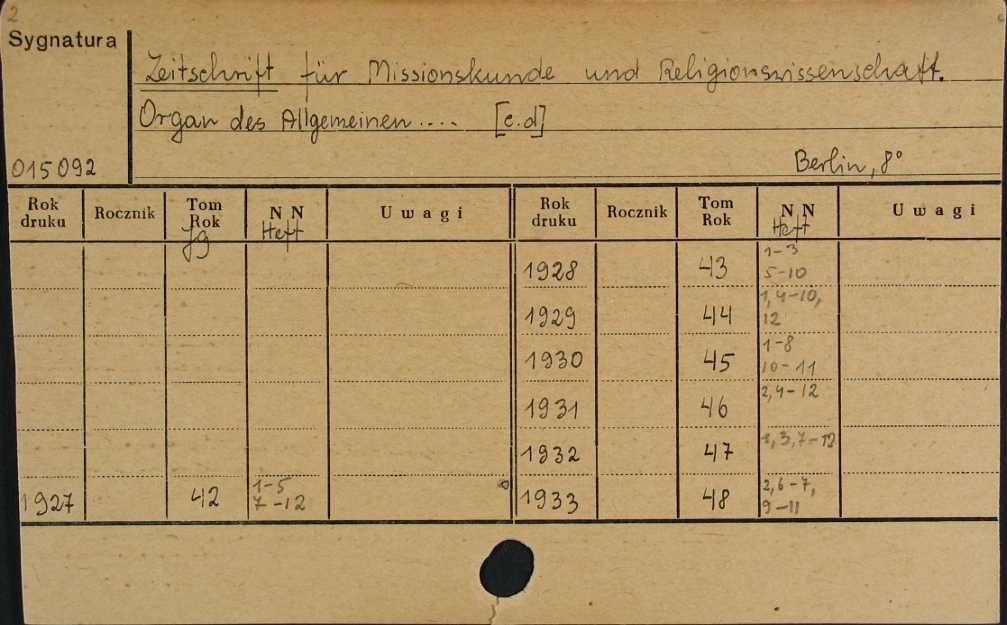 2
Sygnatura
Zeitschrift für Missionskunde und Religionswissenschaft.
Organ des Allgemeinen .... [c.d]
015092
Berlin, 8°
Rok druku Rocznik Tom Rok N N Uwagi Rok druku Rocznik Tom Rok N N Uwagi
Jg Heft Heft
1928 43 1-3 5-10
1929 44 1, 4-10, 12
1930 45 1-8 10-11
1931 46 2, 4-12
1932 47 1, 3, 7-12
1927 42 1-5 7-12 1933 48 2, 6-7, 9-11